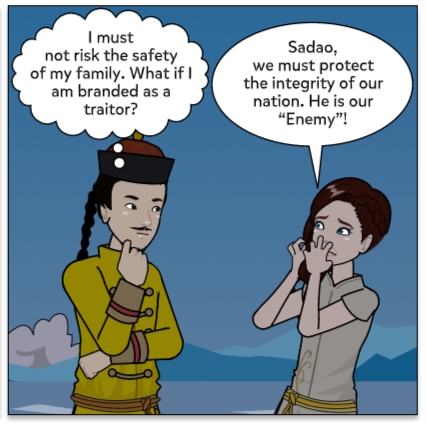 I must
not risk the safety
of my family. What if I
am branded as a
traitor?
Sadao,
we must protect
the integrity of our
nation. He is our
“Enemy”!